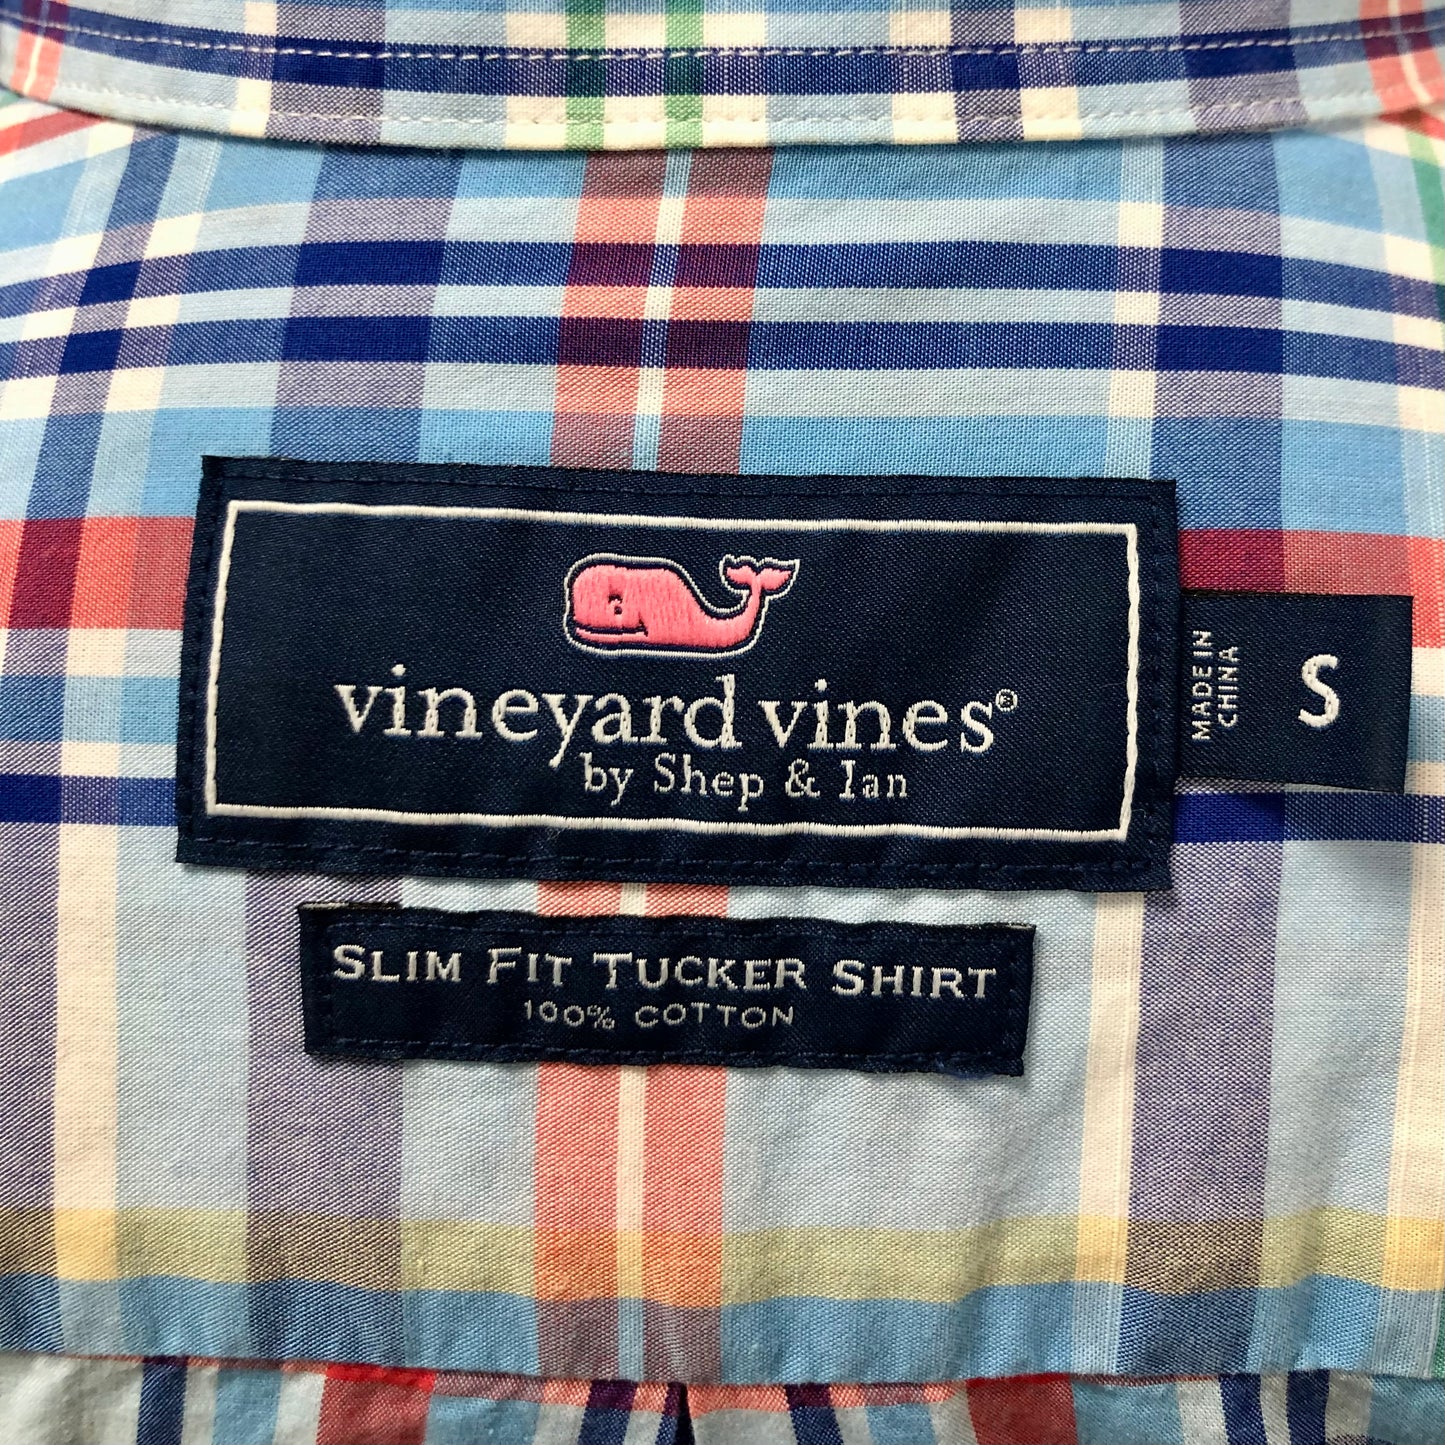 vineyard vines®
by Shep & Ian
MADE IN
CHINA
S
SLIM FIT TUCKER SHIRT
100% COTTON